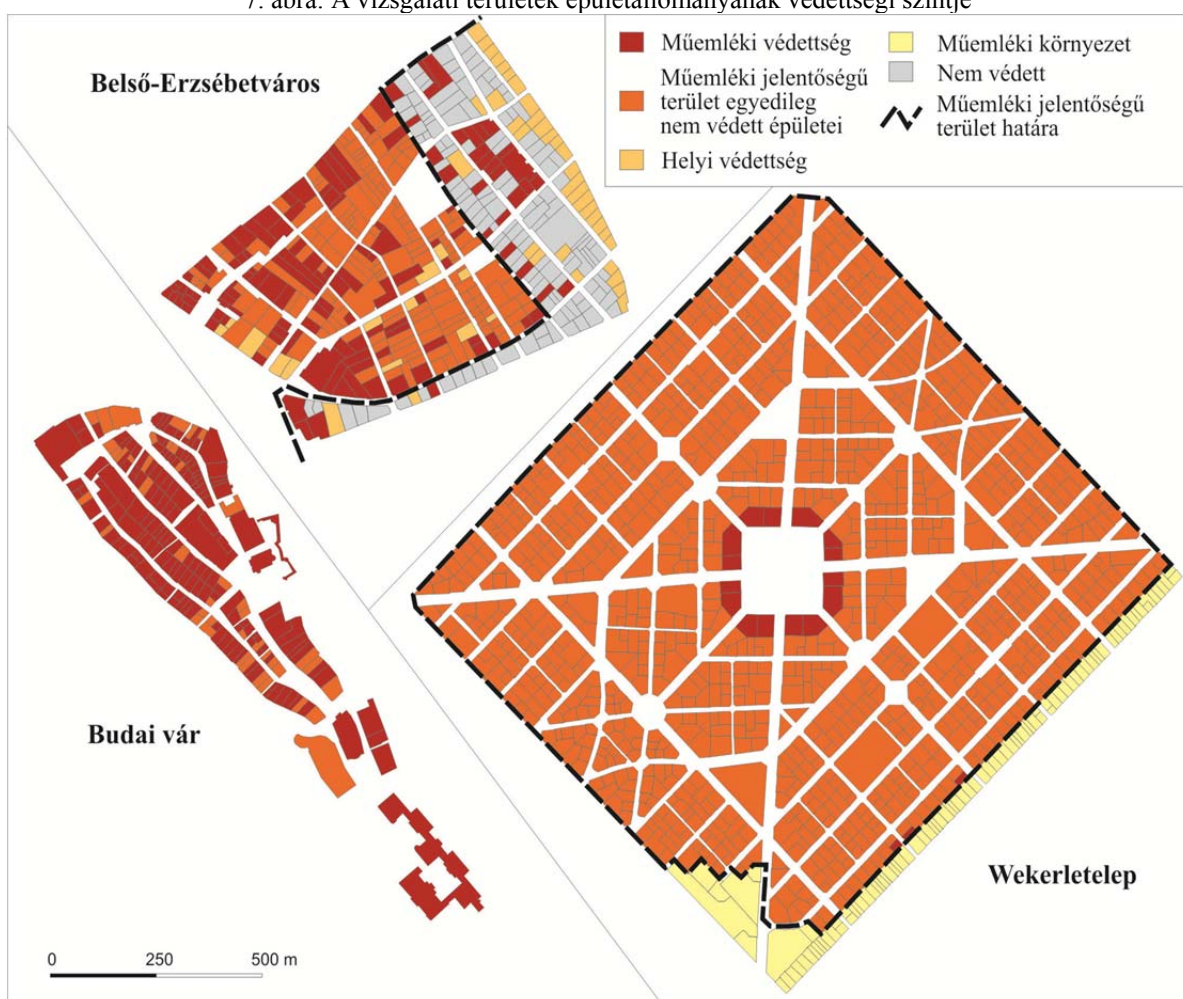 7. ábra: A vizsgálati területek épületállományának védettségi szintje
Belső-Erzsébetváros
Műemléki védettség
Műemléki jelentőségű
terület egyedileg
nem védett épületei
Helyi védettség
Műemléki környezet
Nem védett
Műemléki jelentőségű
terület határa
Budai vár
Wekerletelep
0 250 500 m